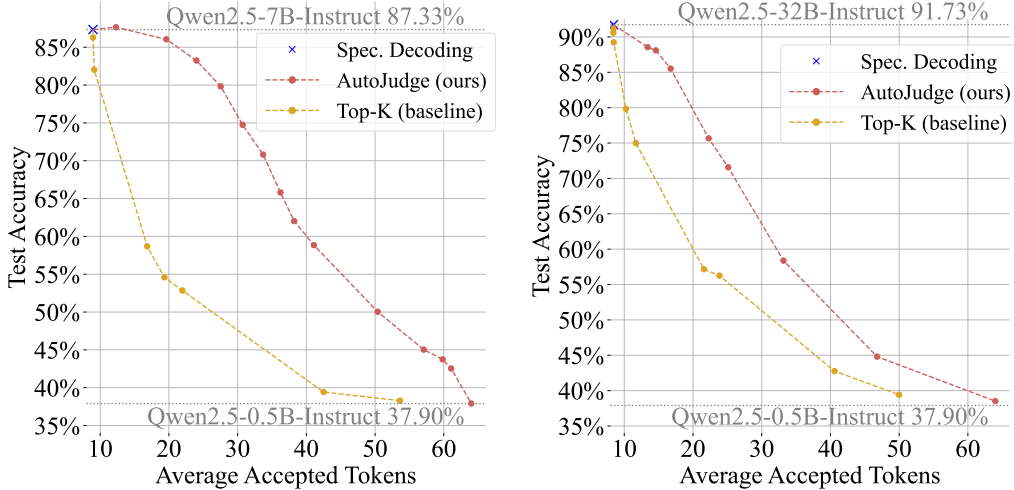 Qwen2.5-7B-Instruct 87.33%
Spec. Decoding
AutoJudge (ours)
Top-K (baseline)
85%
80%
75%
70%
65%
60%
55%
50%
45%
40%
35%
Test Accuracy
Qwen2.5-0.5B-Instruct 37.90%
10 20 30 40 50 60
Average Accepted Tokens
Qwen2.5-32B-Instruct 91.73%
Spec. Decoding
AutoJudge (ours)
Top-K (baseline)
90%
85%
80%
75%
70%
65%
60%
55%
50%
45%
40%
35%
Test Accuracy
Qwen2.5-0.5B-Instruct 37.90%
10 20 30 40 50 60
Average Accepted Tokens